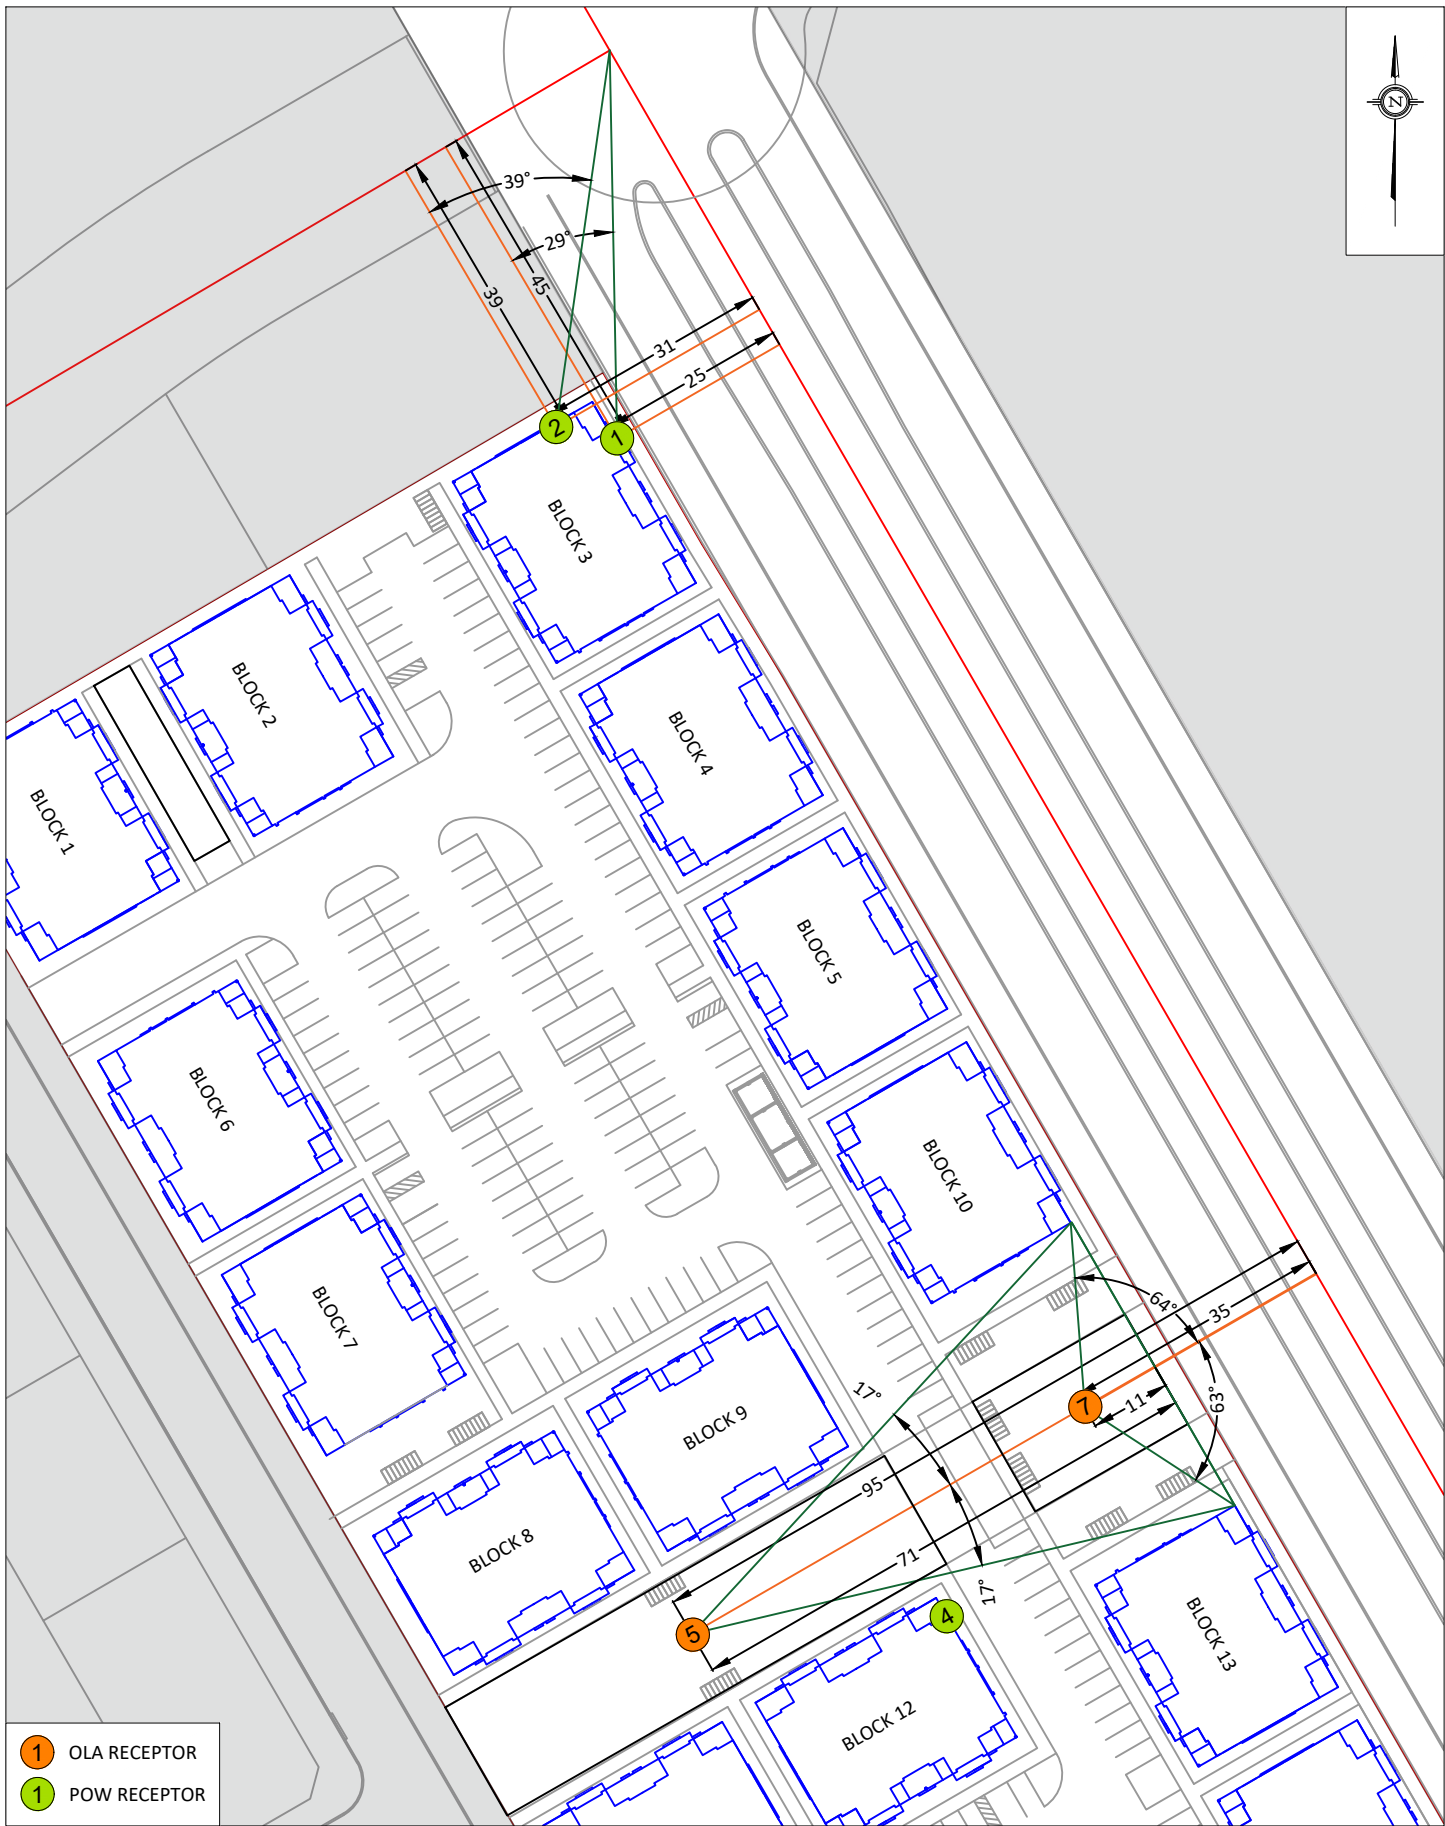 N
39°
29°
39
45
31
25
2
1
BLOCK 3
BLOCK 2
BLOCK 4
BLOCK 1
BLOCK 5
BLOCK 6
BLOCK 10
BLOCK 7
64°
35
17°
7
11
63°
BLOCK 9
95
BLOCK 8
71
17°
5
4
BLOCK 13
BLOCK 12
1 OLA RECEPTOR
1 POW RECEPTOR